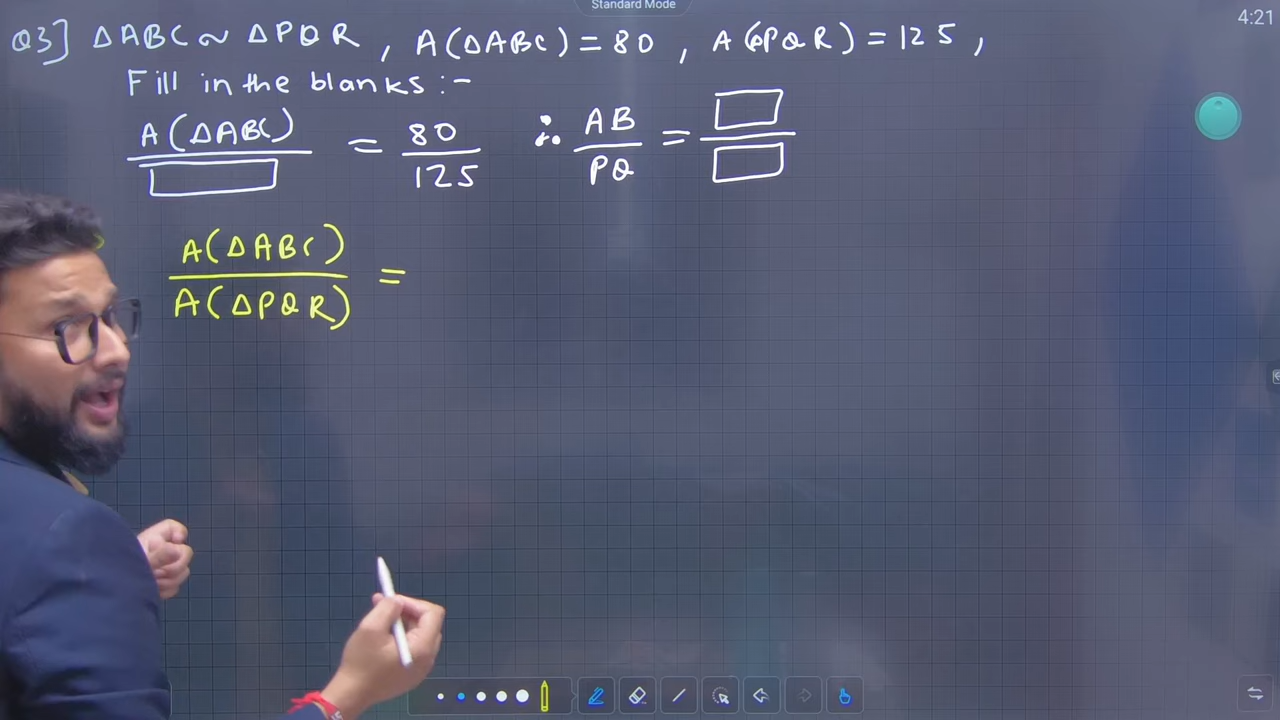 Standard Mode
4:21
Q3] ΔABC ~ ΔPQR , A(ΔABC) = 80 , A(ΔPQR) = 125 ,
Fill in the blanks :-
A(ΔABC) / □ = 80 / 125 ∴ AB / PQ = □ / □
A(ΔABC) / A(ΔPQR) =